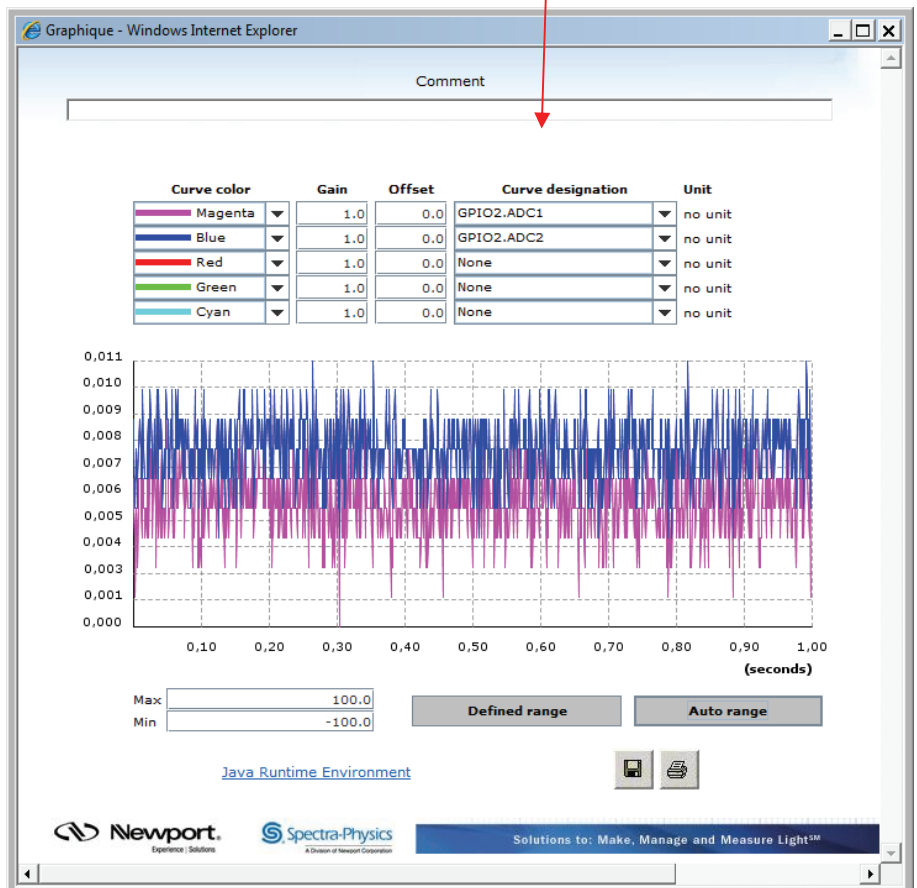 Graphique - Windows Internet Explorer
Comment
Curve color Gain Offset Curve designation Unit
Magenta 1.0 0.0 GPIO2.ADC1 no unit
Blue 1.0 0.0 GPIO2.ADC2 no unit
Red 1.0 0.0 None no unit
Green 1.0 0.0 None no unit
Cyan 1.0 0.0 None no unit
0,011
0,010
0,009
0,008
0,007
0,006
0,005
0,004
0,003
0,001
0,000
0,10 0,20 0,30 0,40 0,50 0,60 0,70 0,80 0,90 1,00
(seconds)
Max 100.0
Min -100.0
Defined range Auto range
Java Runtime Environment
Newport. Spectra-Physics Solutions to: Make, Manage and Measure Light℠
Experience | Solutions A Division of Newport Corporation